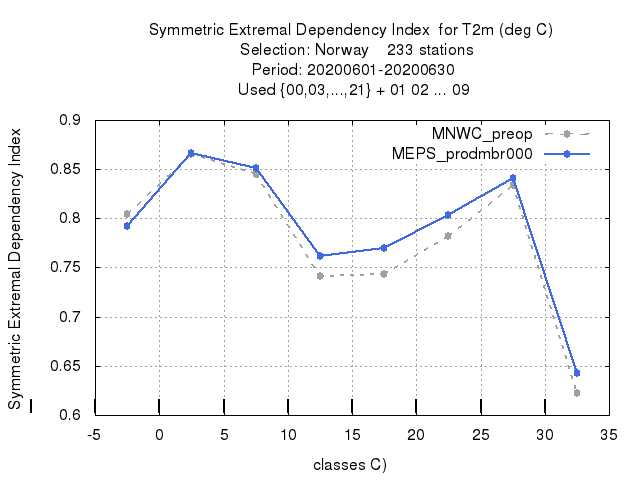 Symmetric Extremal Dependency Index  for T2m (deg C)
Selection: Norway    233 stations
Period: 20200601-20200630
Used {00,03,...,21} + 01 02 ... 09
MNWC_preop
MEPS_prodmbr000
Symmetric Extremal Dependency Index
0.9
0.85
0.8
0.75
0.7
0.65
0.6
-5 0 5 10 15 20 25 30 35
classes C)